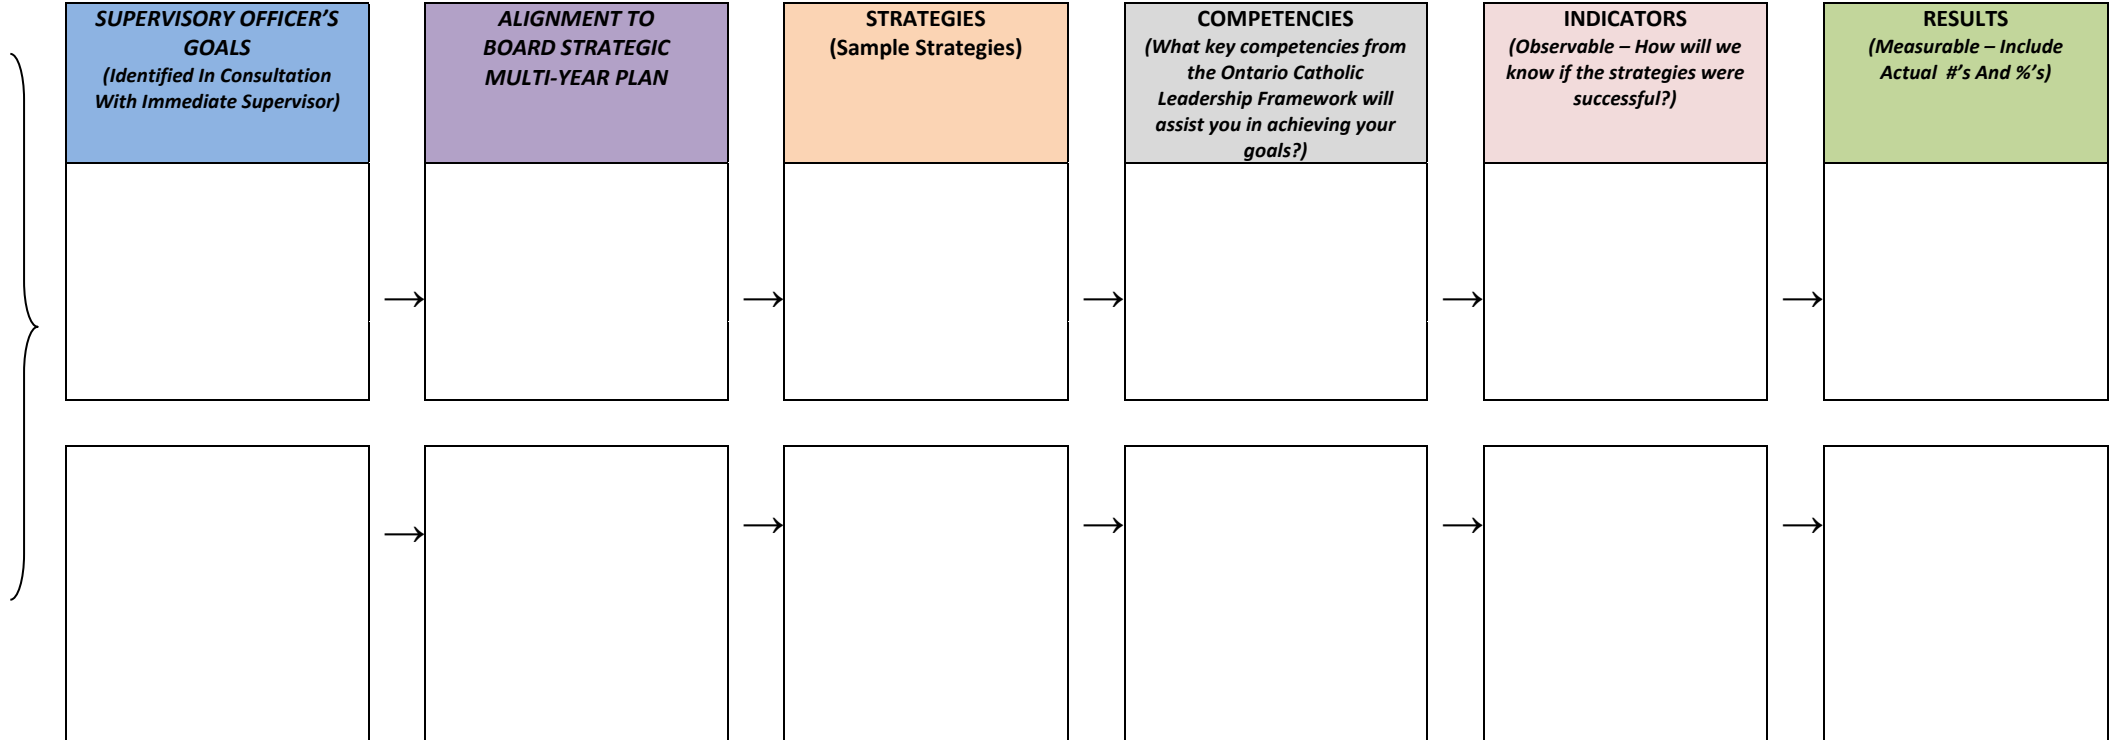 SUPERVISORY OFFICER’S
GOALS
(Identified In Consultation
With Immediate Supervisor)
ALIGNMENT TO
BOARD STRATEGIC
MULTI-YEAR PLAN
STRATEGIES
(Sample Strategies)
COMPETENCIES
(What key competencies from
the Ontario Catholic
Leadership Framework will
assist you in achieving your
goals?)
INDICATORS
(Observable – How will we
know if the strategies were
successful?)
RESULTS
(Measurable – Include
Actual #’s And %’s)
→ → → → →
→ → → → →